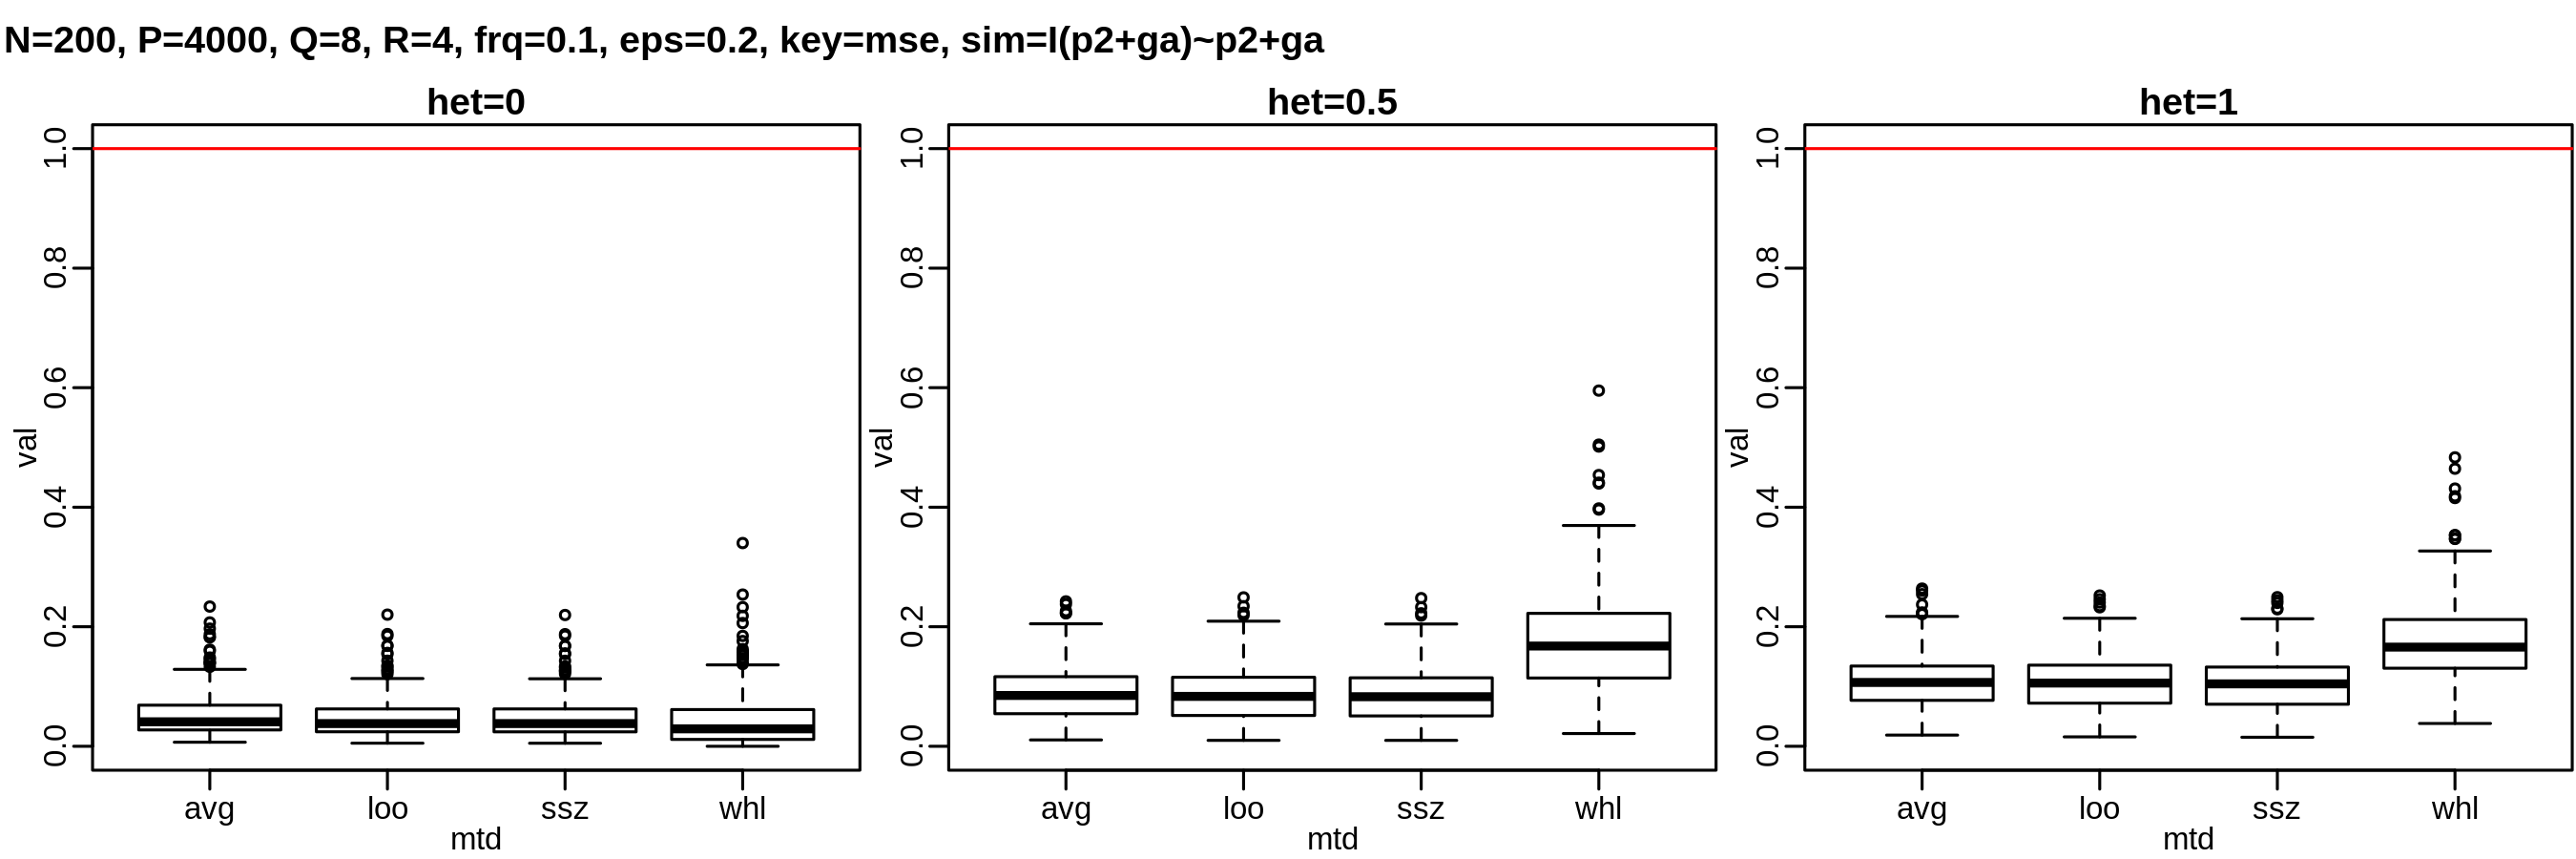 N=200, P=4000, Q=8, R=4, frq=0.1, eps=0.2, key=mse, sim=I(p2+ga)~p2+ga
het=0
1.0
0.8
0.6
0.4
0.2
0.0
val
avg loo ssz whl
mtd
het=0.5
1.0
0.8
0.6
0.4
0.2
0.0
val
avg loo ssz whl
mtd
het=1
1.0
0.8
0.6
0.4
0.2
0.0
val
avg loo ssz whl
mtd